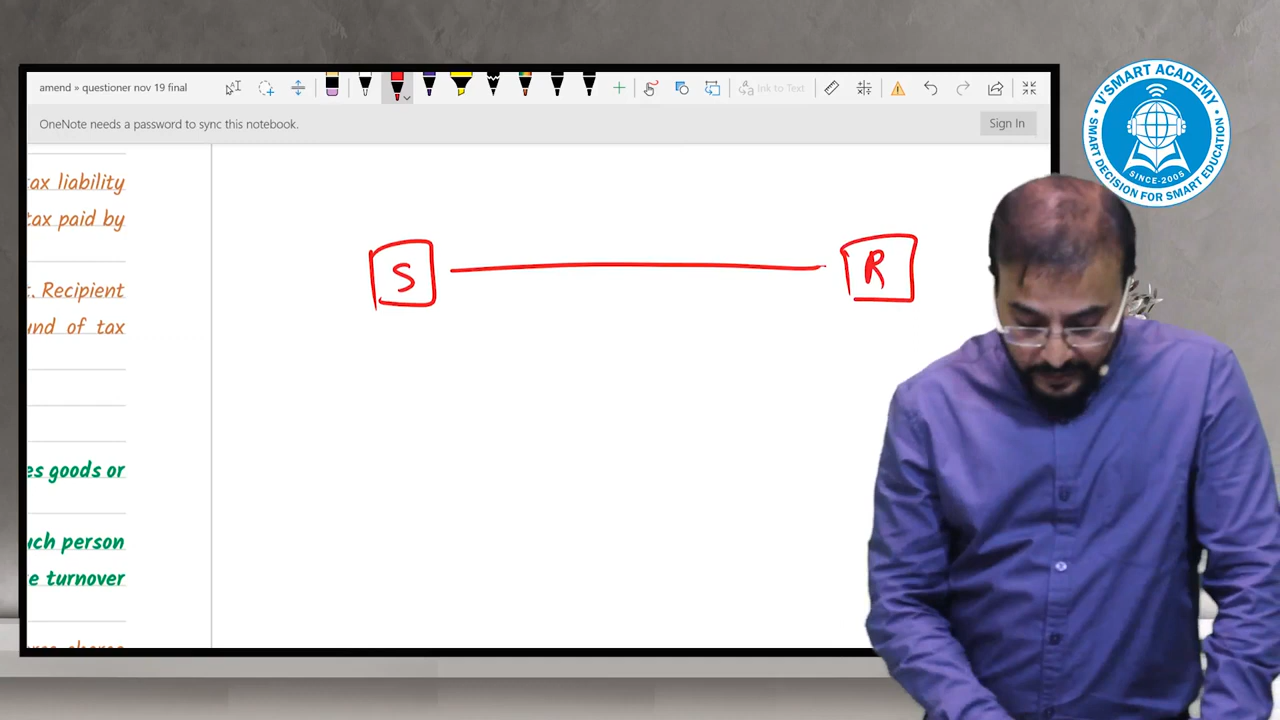 amend » questioner nov 19 final
Ink to Text
OneNote needs a password to sync this notebook.
Sign In
tax liability
tax paid by
t. Recipient
und of tax
es goods or
uch person
e turnover
S
R
V'SMART ACADEMY
SINCE-2005
SMART DECISION FOR SMART EDUCATION